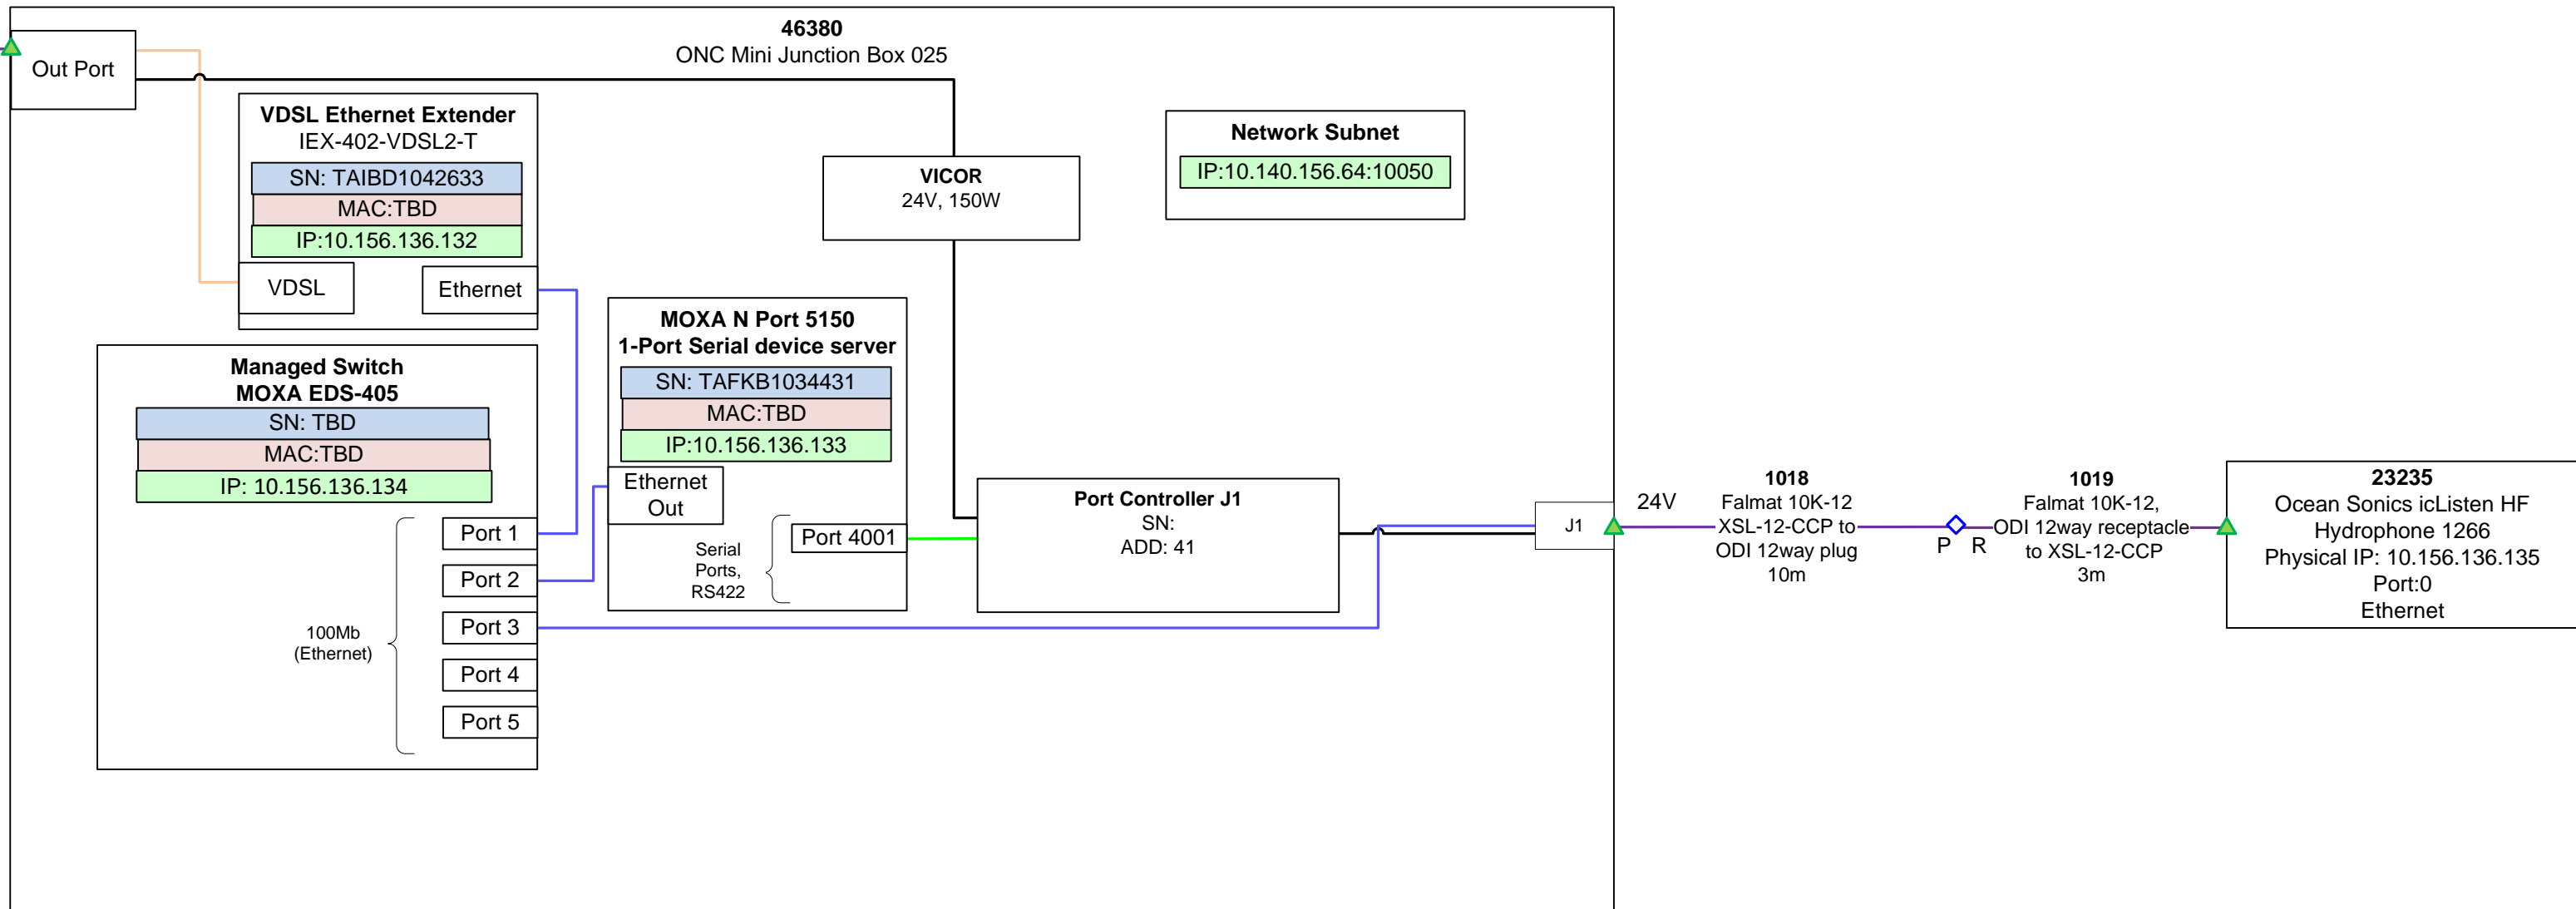 46380
ONC Mini Junction Box 025
Out Port
VDSL Ethernet Extender
IEX-402-VDSL2-T
SN: TAIBD1042633
MAC:TBD
IP:10.156.136.132
VDSL
Ethernet
VICOR
24V, 150W
Network Subnet
IP:10.140.156.64:10050
Managed Switch
MOXA EDS-405
SN: TBD
MAC:TBD
IP: 10.156.136.134
Port 1
Port 2
Port 3
Port 4
Port 5
100Mb
(Ethernet)
MOXA N Port 5150
1-Port Serial device server
SN: TAFKB1034431
MAC:TBD
IP:10.156.136.133
Ethernet
Out
Port 4001
Serial
Ports,
RS422
Port Controller J1
SN:
ADD: 41
J1
24V
1018
Falmat 10K-12
XSL-12-CCP to
ODI 12way plug
10m
P R
1019
Falmat 10K-12,
ODI 12way receptacle
to XSL-12-CCP
3m
23235
Ocean Sonics icListen HF
Hydrophone 1266
Physical IP: 10.156.136.135
Port:0
Ethernet